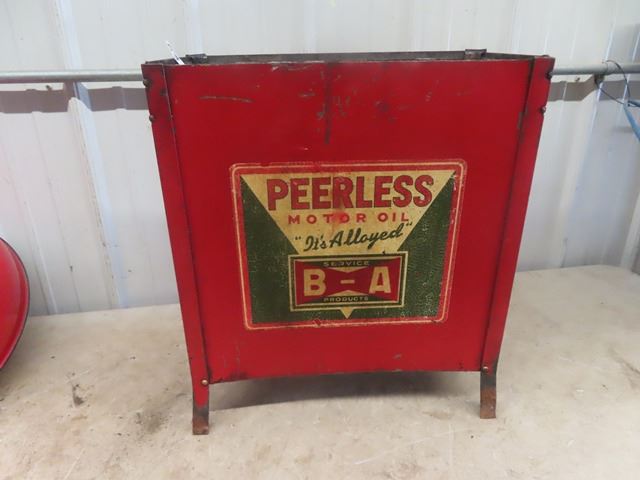 PEERLESS
MOTOR OIL
"It's Alloyed"
SERVICE
B-A
PRODUCTS